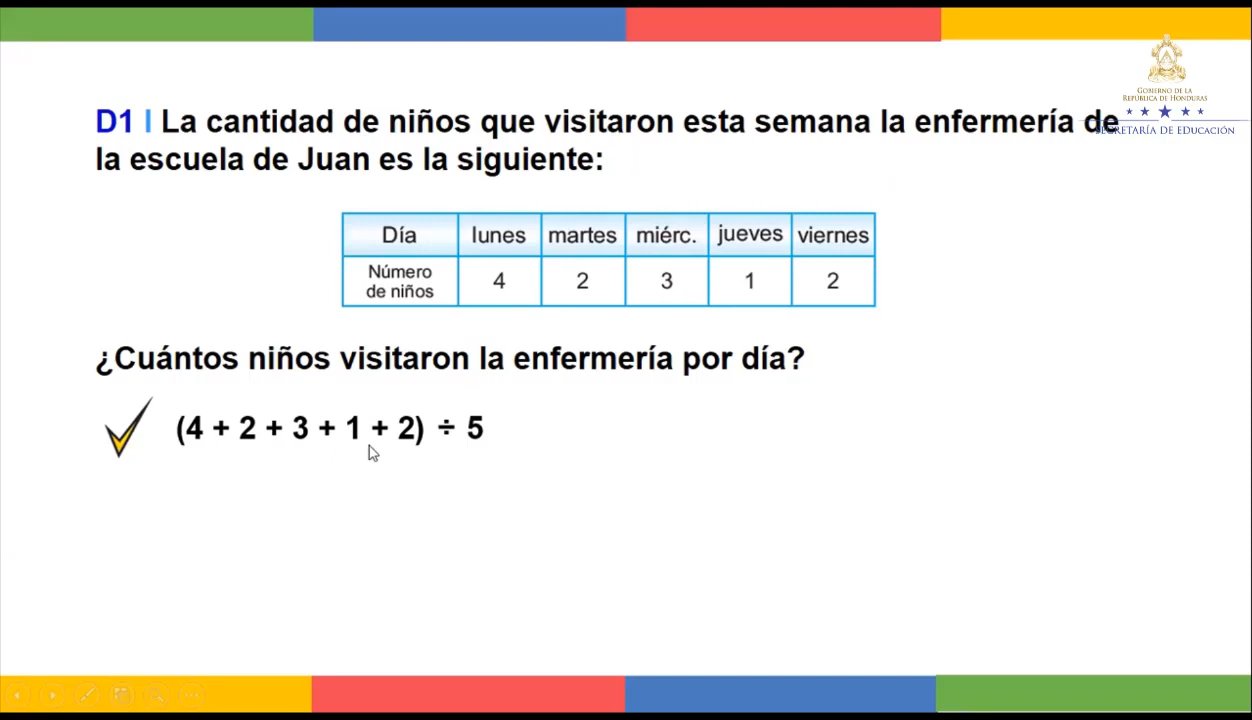 GOBIERNO DE LA
REPÚBLICA DE HONDURAS
SECRETARÍA DE EDUCACIÓN
D1 | La cantidad de niños que visitaron esta semana la enfermería de
la escuela de Juan es la siguiente:
Día lunes martes miérc. jueves viernes
Número
de niños 4 2 3 1 2
¿Cuántos niños visitaron la enfermería por día?
(4 + 2 + 3 + 1 + 2) ÷ 5